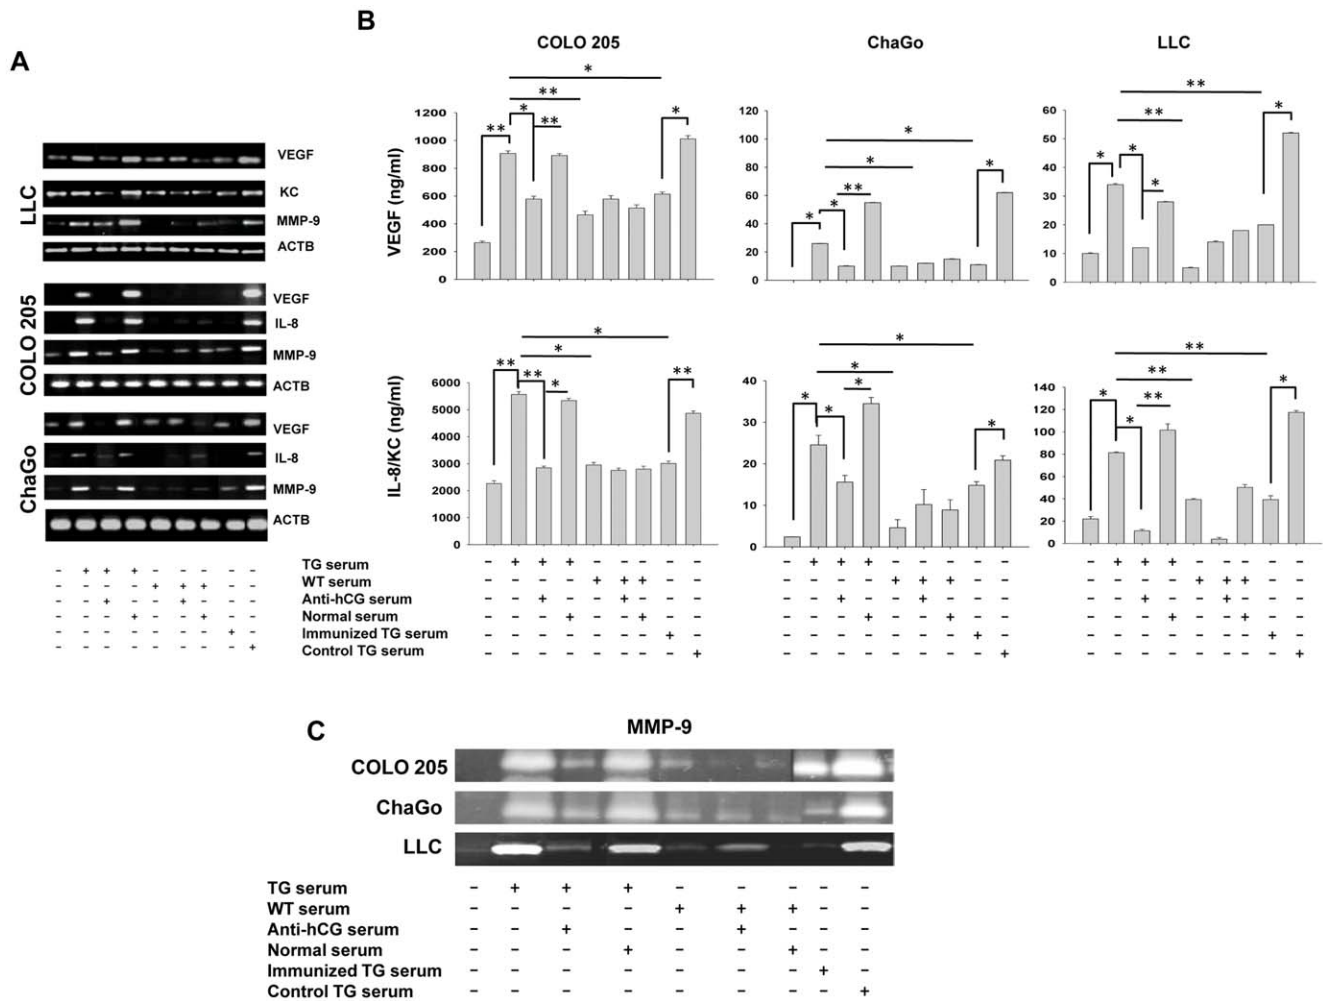 B
COLO 205 ChaGo LLC
A
LLC
VEGF
KC
MMP-9
ACTB
COLO 205
VEGF
IL-8
MMP-9
ACTB
ChaGo
VEGF
IL-8
MMP-9
ACTB
− + + + − − − − −
− − − − + + + − −
− − + − − + − − −
− − − + − − + − −
− − − − − − − + −
− − − − − − − − +
VEGF (ng/ml)
1200
1000
800
600
400
200
0
** * ** ** * *
120
100
80
60
40
20
0
* * ** * * *
60
50
40
30
20
10
0
* * * ** ** *
IL-8/KC (ng/ml)
6000
5000
4000
3000
2000
1000
0
** ** * * * **
40
30
20
10
0
* * * * * *
140
120
100
80
60
40
20
0
* * ** ** ** *
TG serum − + + + − − − − − − + + + − − − − − − + + + − − − − −
WT serum − − − − + + + − − − − − − + + + − − − − − − + + + − −
Anti-hCG serum − − + − − + − − − − − + − − + − − − − − + − − + − − −
Normal serum − − − + − − + − − − − − + − − + − − − − − + − − + − −
Immunized TG serum − − − − − − − + − − − − − − − − + − − − − − − − − + −
Control TG serum − − − − − − − − + − − − − − − − − + − − − − − − − − +
C
MMP-9
COLO 205
ChaGo
LLC
TG serum − + + + − − − − −
WT serum − − − − + + + − −
Anti-hCG serum − − + − − + − − −
Normal serum − − − + − − + − −
Immunized TG serum − − − − − − − + −
Control TG serum − − − − − − − − +